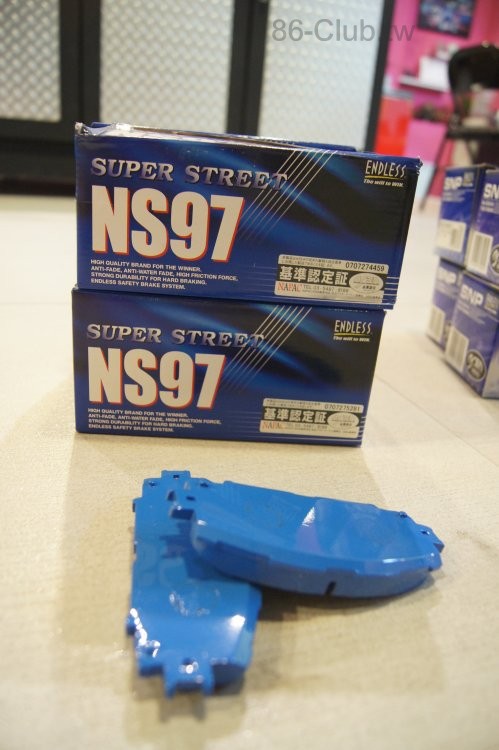 86-Club.tw
SUPER STREET
NS97
ENDLESS
The will to WIN.
HIGH QUALITY BRAND FOR THE WINNER.
ANTI-FADE, ANTI-WATER FADE, HIGH FRICTION FORCE,
STRONG DURABILITY FOR HARD BRAKING.
ENDLESS SAFETY BRAKE SYSTEM.
0707274459
基準認定証
NAPAC
SUPER STREET
NS97
ENDLESS
The will to WIN.
HIGH QUALITY BRAND FOR THE WINNER.
ANTI-FADE, ANTI-WATER FADE, HIGH FRICTION FORCE,
STRONG DURABILITY FOR HARD BRAKING.
ENDLESS SAFETY BRAKE SYSTEM.
0707275281
基準認定証
NAPAC
BNP
BNP